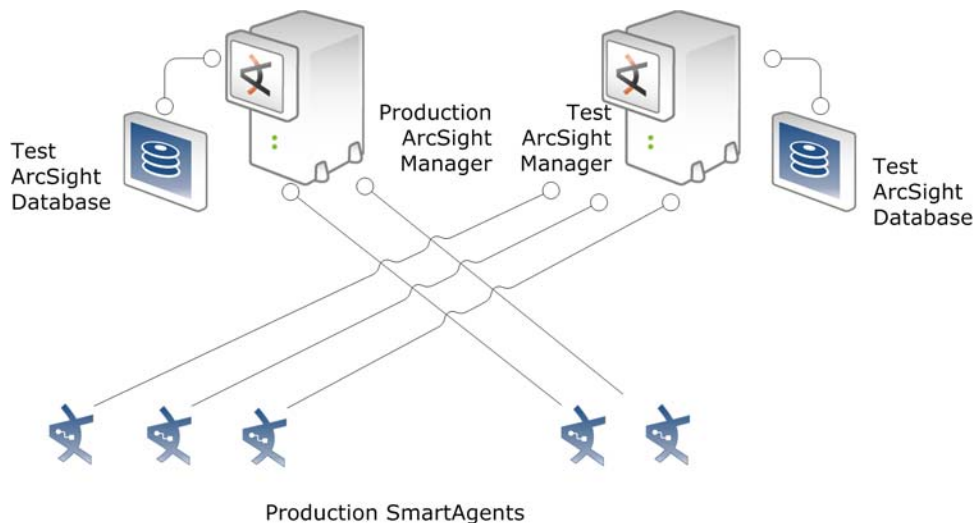 Production
ArcSight
Manager
Test
ArcSight
Manager
Test
ArcSight
Database
Test
ArcSight
Database
Production SmartAgents